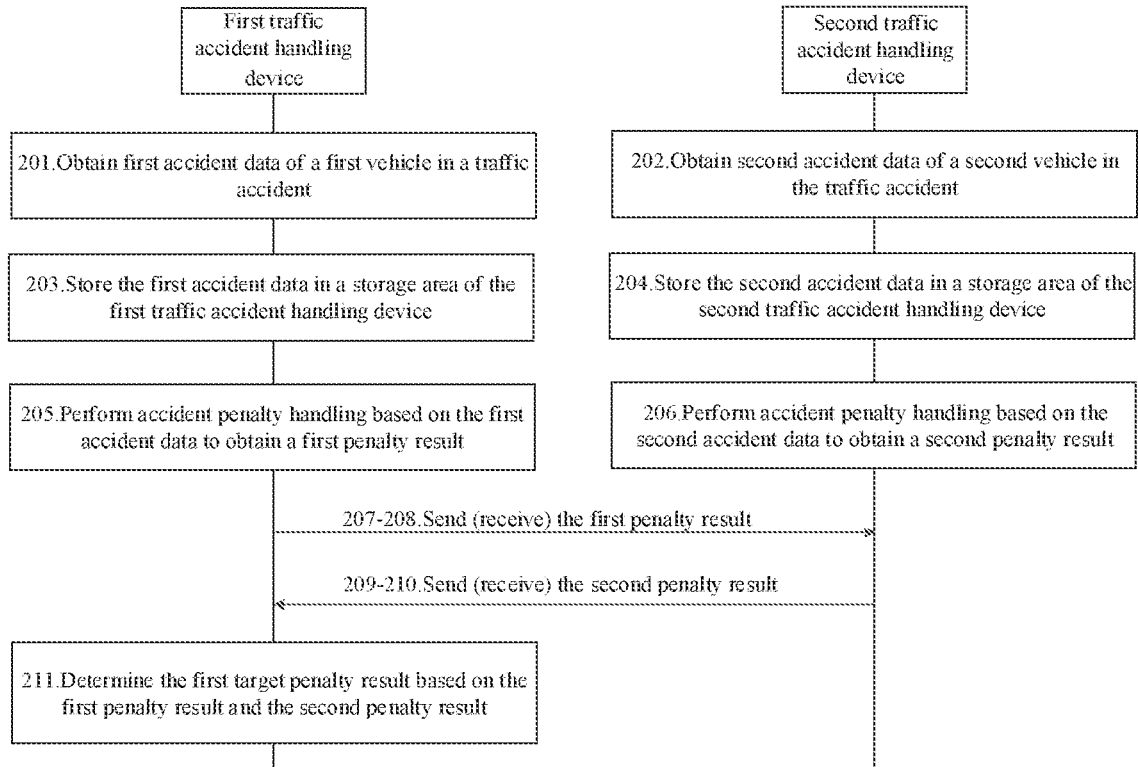 First traffic
accident handling
device
Second traffic
accident handling
device
201.Obtain first accident data of a first vehicle in a traffic
accident
202.Obtain second accident data of a second vehicle in
the traffic accident
203.Store the first accident data in a storage area of the
first traffic accident handling device
204.Store the second accident data in a storage area of the
second traffic accident handling device
205.Perform accident penalty handling based on the first
accident data to obtain a first penalty result
206.Perform accident penalty handling based on the
second accident data to obtain a second penalty result
207-208.Send (receive) the first penalty result
209-210.Send (receive) the second penalty result
211.Determine the first target penalty result based on the
first penalty result and the second penalty result